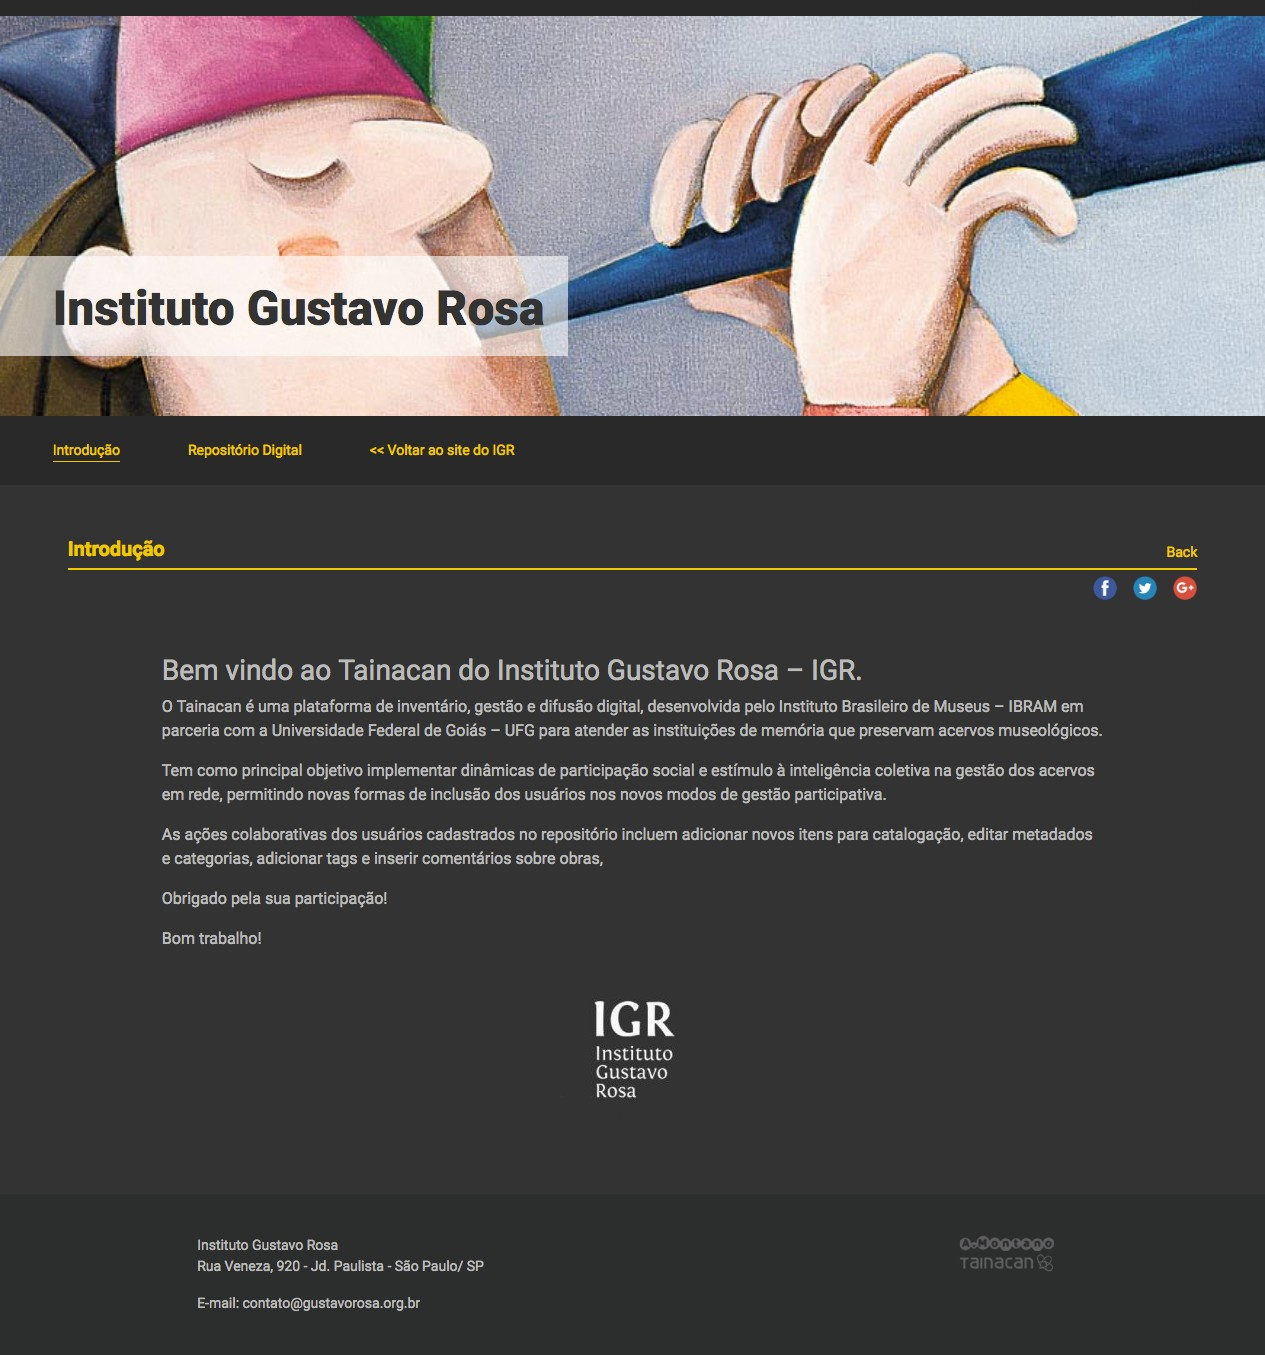 Instituto Gustavo Rosa
Introdução
Repositório Digital
<< Voltar ao site do IGR
Introdução
Back
f
G+
Bem vindo ao Tainacan do Instituto Gustavo Rosa – IGR.
O Tainacan é uma plataforma de inventário, gestão e difusão digital, desenvolvida pelo Instituto Brasileiro de Museus – IBRAM em
parceria com a Universidade Federal de Goiás – UFG para atender as instituições de memória que preservam acervos museológicos.
Tem como principal objetivo implementar dinâmicas de participação social e estímulo à inteligência coletiva na gestão dos acervos
em rede, permitindo novas formas de inclusão dos usuários nos novos modos de gestão participativa.
As ações colaborativas dos usuários cadastrados no repositório incluem adicionar novos itens para catalogação, editar metadados
e categorias, adicionar tags e inserir comentários sobre obras,
Obrigado pela sua participação!
Bom trabalho!
IGR
Instituto
Gustavo
Rosa
Instituto Gustavo Rosa
Rua Veneza, 920 - Jd. Paulista - São Paulo/ SP
E-mail: contato@gustavorosa.org.br
A.Montano
Tainacan